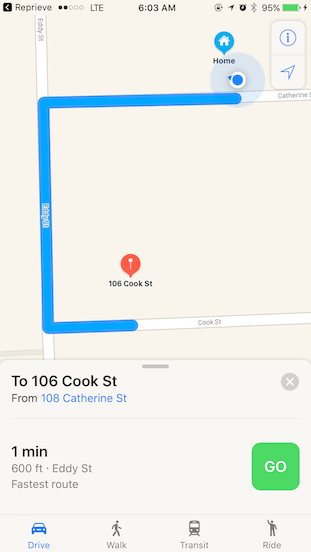 Reprieve LTE 6:03 AM 95%
Eddy St
Home
Catherine S
Eddy St
106 Cook St
Cook St
To 106 Cook St
From 108 Catherine St
1 min
600 ft · Eddy St
Fastest route
GO
Drive Walk Transit Ride